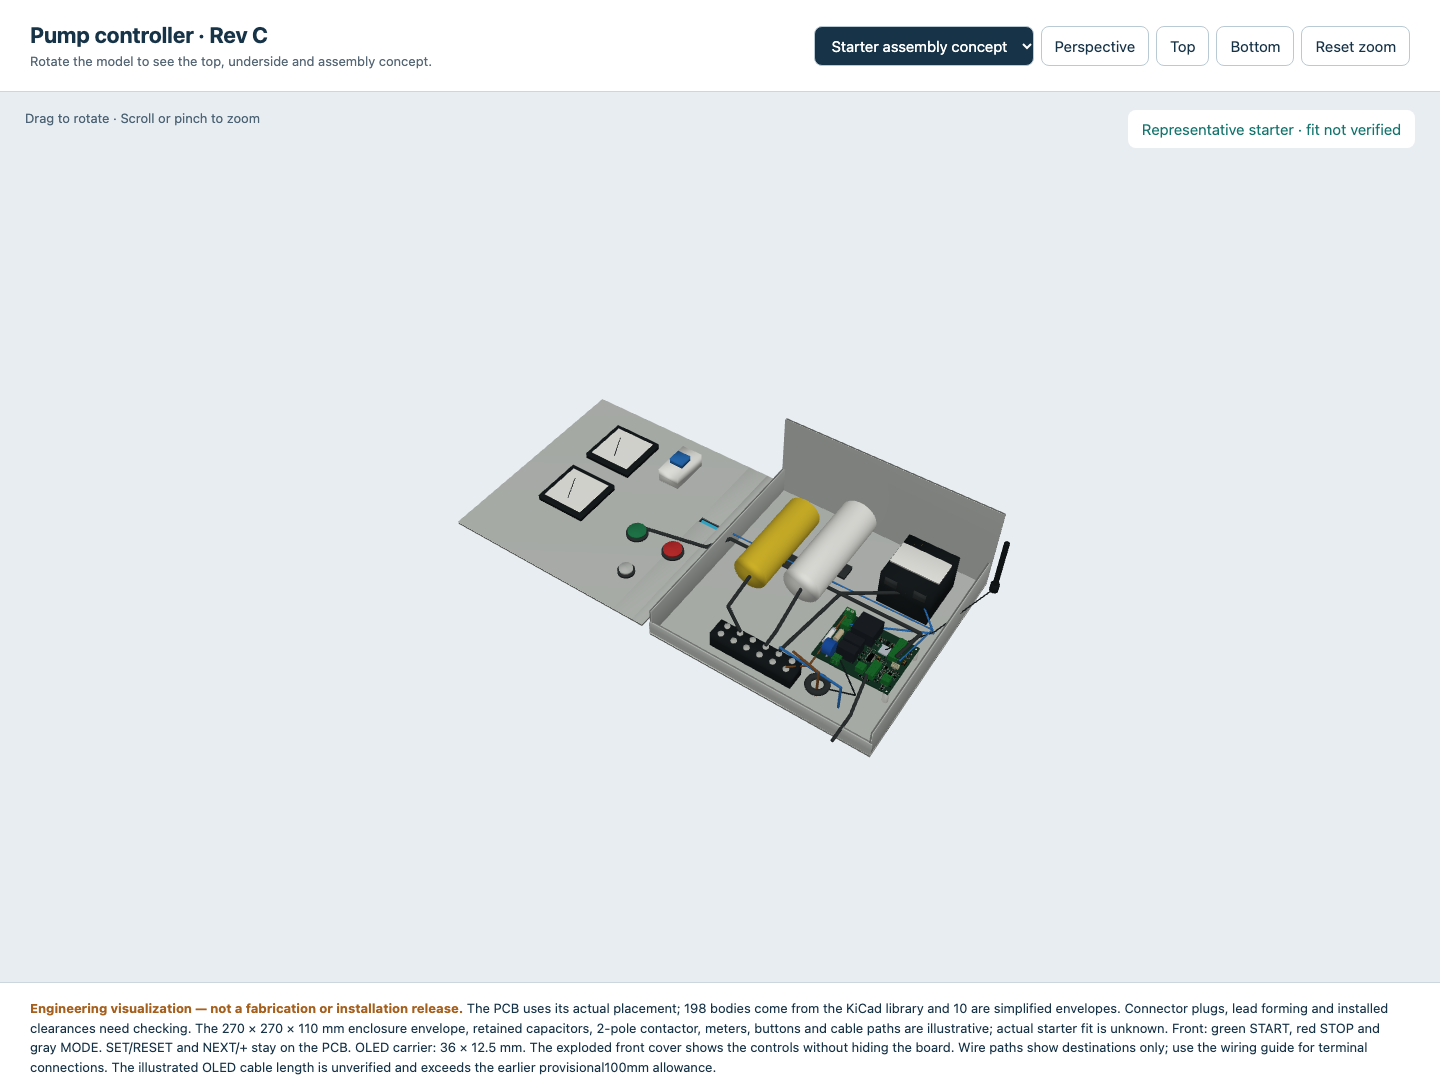 Pump controller · Rev C
Rotate the model to see the top, underside and assembly concept.
Starter assembly concept
Perspective
Top
Bottom
Reset zoom
Drag to rotate · Scroll or pinch to zoom
Representative starter · fit not verified
Engineering visualization — not a fabrication or installation release. The PCB uses its actual placement; 198 bodies come from the KiCad library and 10 are simplified envelopes. Connector plugs, lead forming and installed
clearances need checking. The 270 × 270 × 110 mm enclosure envelope, retained capacitors, 2-pole contactor, meters, buttons and cable paths are illustrative; actual starter fit is unknown. Front: green START, red STOP and
gray MODE. SET/RESET and NEXT/+ stay on the PCB. OLED carrier: 36 × 12.5 mm. The exploded front cover shows the controls without hiding the board. Wire paths show destinations only; use the wiring guide for terminal
connections. The illustrated OLED cable length is unverified and exceeds the earlier provisional100mm allowance.